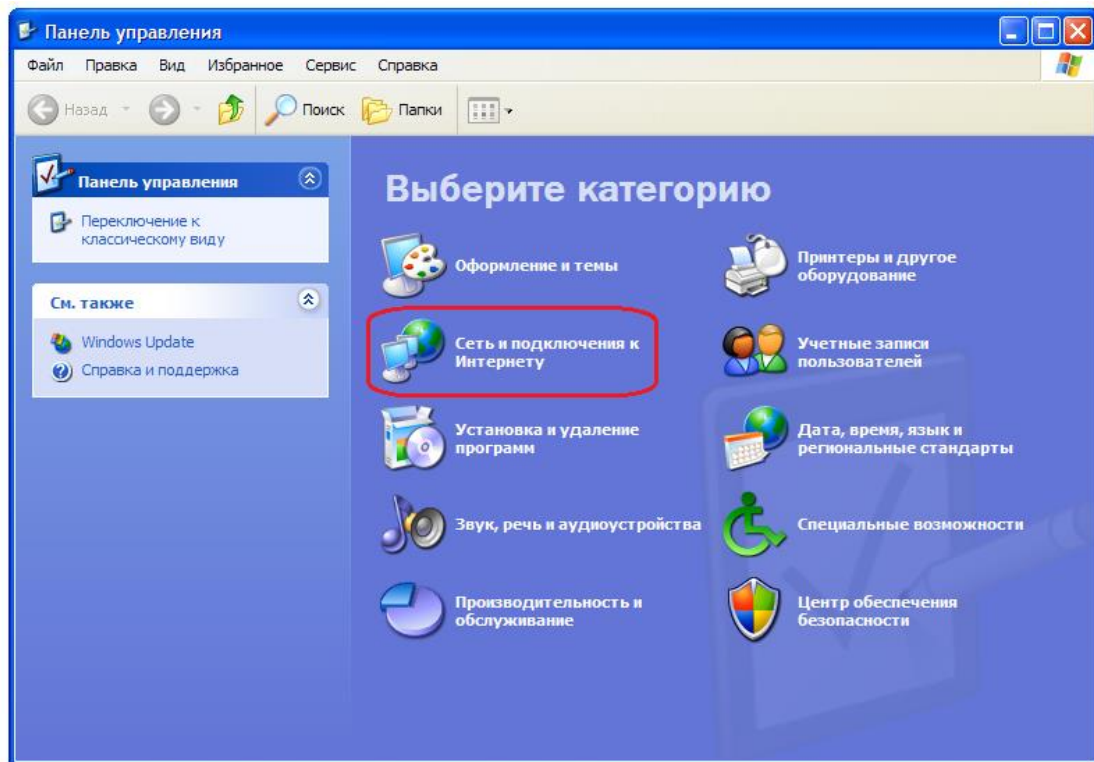 Панель управления
Файл Правка Вид Избранное Сервис Справка
Назад Поиск Папки
Панель управления
Переключение к
классическому виду
См. также
Windows Update
Справка и поддержка
Выберите категорию
Оформление и темы
Принтеры и другое
оборудование
Сеть и подключения к
Интернету
Учетные записи
пользователей
Установка и удаление
программ
Дата, время, язык и
региональные стандарты
Звук, речь и аудиоустройства
Специальные возможности
Производительность и
обслуживание
Центр обеспечения
безопасности